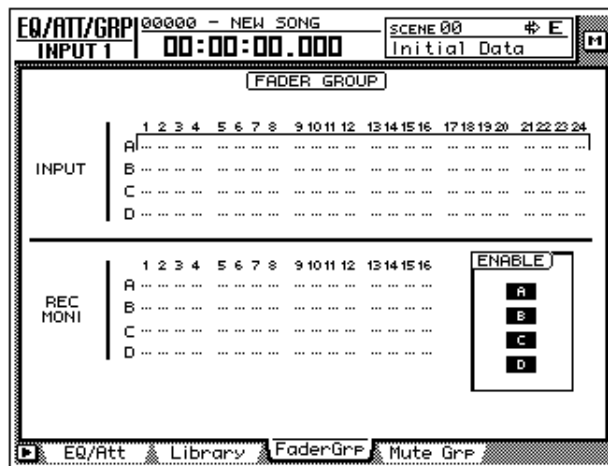 EQ/ATT/GRP 00000 - NEW SONG SCENE 00 E
INPUT 1 00:00:00.000 Initial Data M
FADER GROUP
1 2 3 4 5 6 7 8 9 10 11 12 13 14 15 16 17 18 19 20 21 22 23 24
A
INPUT B
C
D
1 2 3 4 5 6 7 8 9 10 11 12 13 14 15 16 ENABLE
A A
REC B B
MONI C C
D D
EQ/Att Library FaderGrp Mute Grp